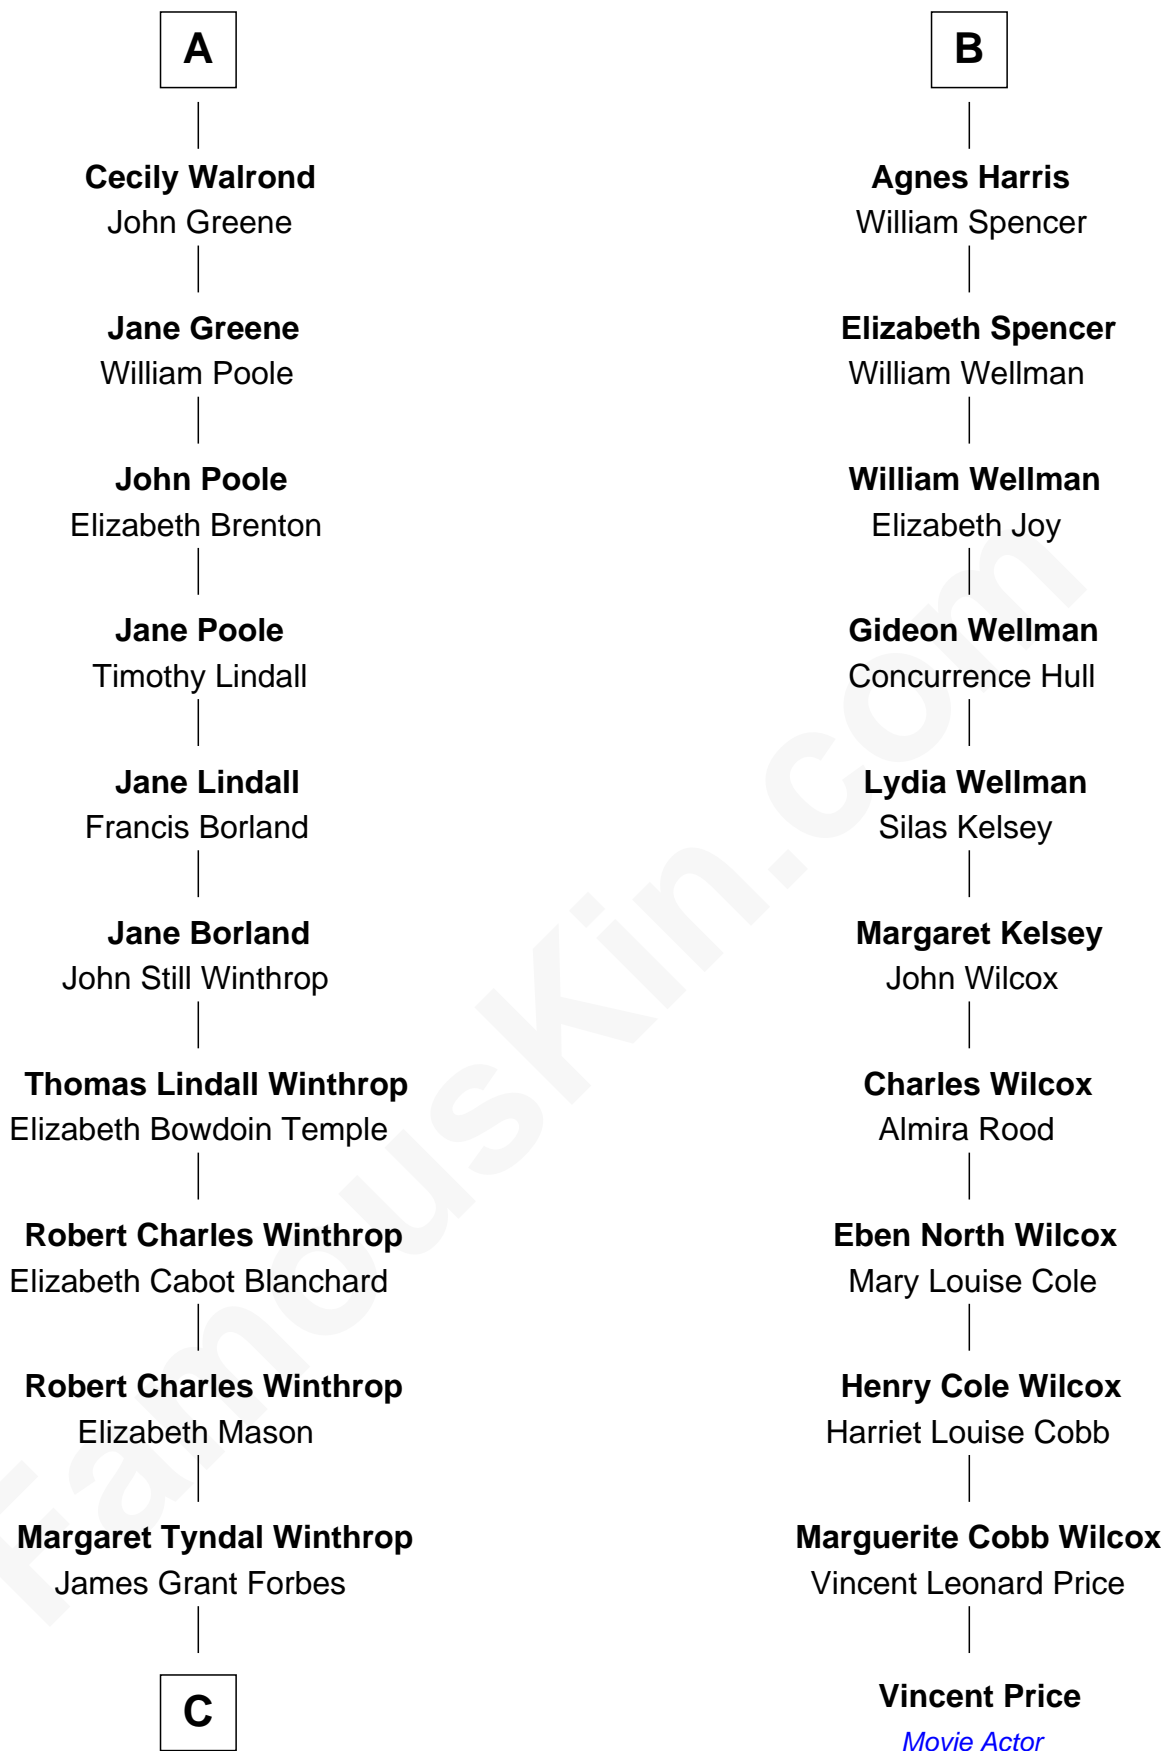 A
Cecily Walrond
John Greene
Jane Greene
William Poole
John Poole
Elizabeth Brenton
Jane Poole
Timothy Lindall
Jane Lindall
Francis Borland
Jane Borland
John Still Winthrop
Thomas Lindall Winthrop
Elizabeth Bowdoin Temple
Robert Charles Winthrop
Elizabeth Cabot Blanchard
Robert Charles Winthrop
Elizabeth Mason
Margaret Tyndal Winthrop
James Grant Forbes
C
B
Agnes Harris
William Spencer
Elizabeth Spencer
William Wellman
William Wellman
Elizabeth Joy
Gideon Wellman
Concurrence Hull
Lydia Wellman
Silas Kelsey
Margaret Kelsey
John Wilcox
Charles Wilcox
Almira Rood
Eben North Wilcox
Mary Louise Cole
Henry Cole Wilcox
Harriet Louise Cobb
Marguerite Cobb Wilcox
Vincent Leonard Price
Vincent Price
Movie Actor
FamousKin.com